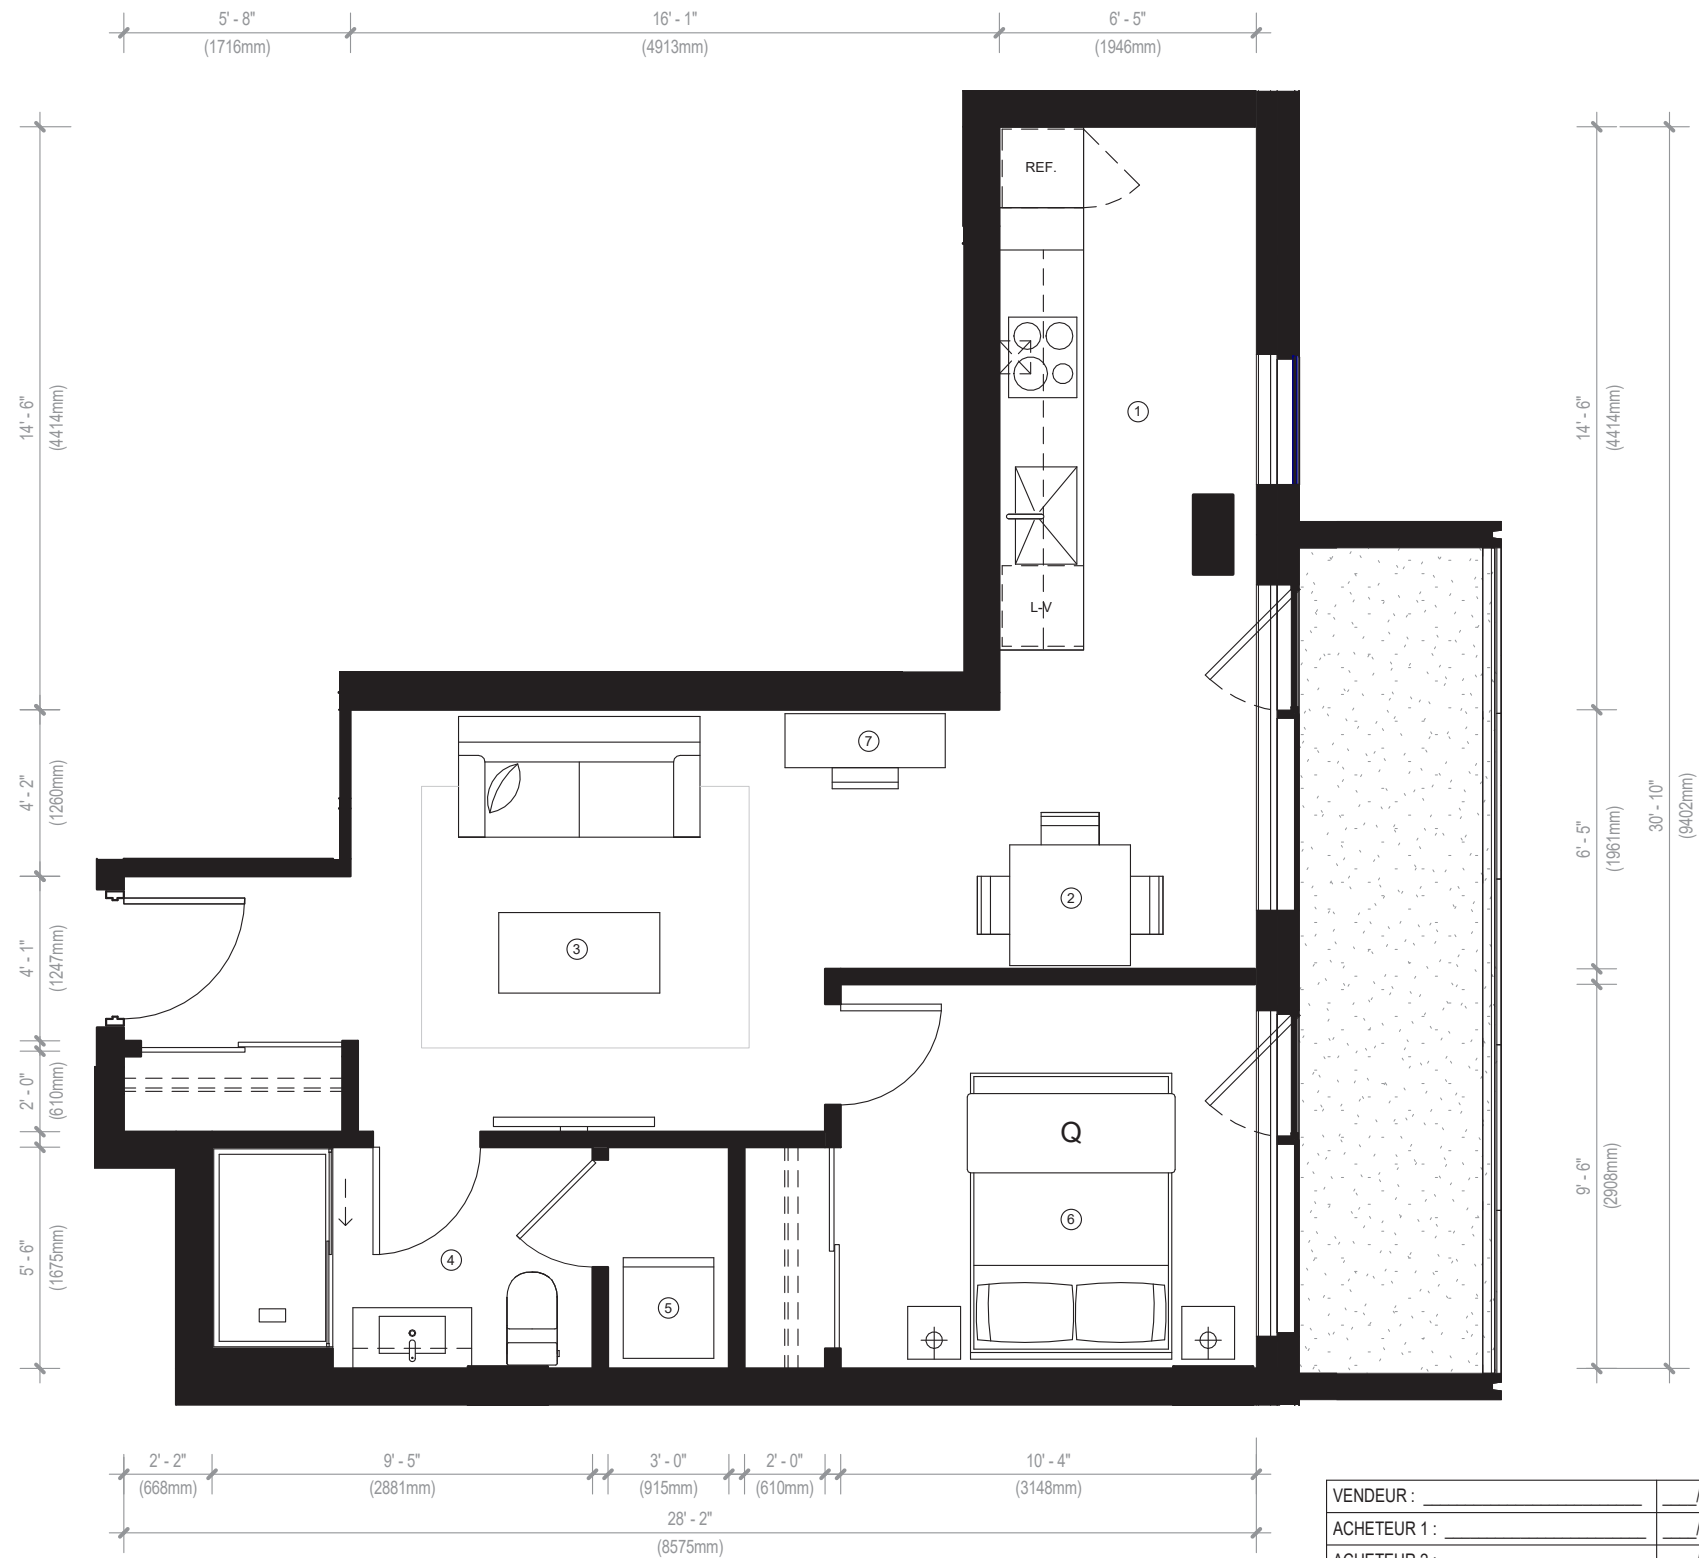 5' - 8"
(1716mm)
16' - 1"
(4913mm)
6' - 5"
(1946mm)
REF.
14' - 6"
(4414mm)
1
14' - 6"
(4414mm)
L-V
7
4' - 2"
(1260mm)
6' - 5"
(1961mm)
30' - 10"
(9402mm)
2
3
4' - 1"
(1247mm)
2' - 0"
(610mm)
Q
9' - 6"
(2908mm)
6
5' - 6"
(1675mm)
4
5
2' - 2"
(668mm)
9' - 5"
(2881mm)
3' - 0"
(915mm)
2' - 0"
(610mm)
10' - 4"
(3148mm)
28' - 2"
(8575mm)
VENDEUR : ____ /
ACHETEUR 1 : ____ /